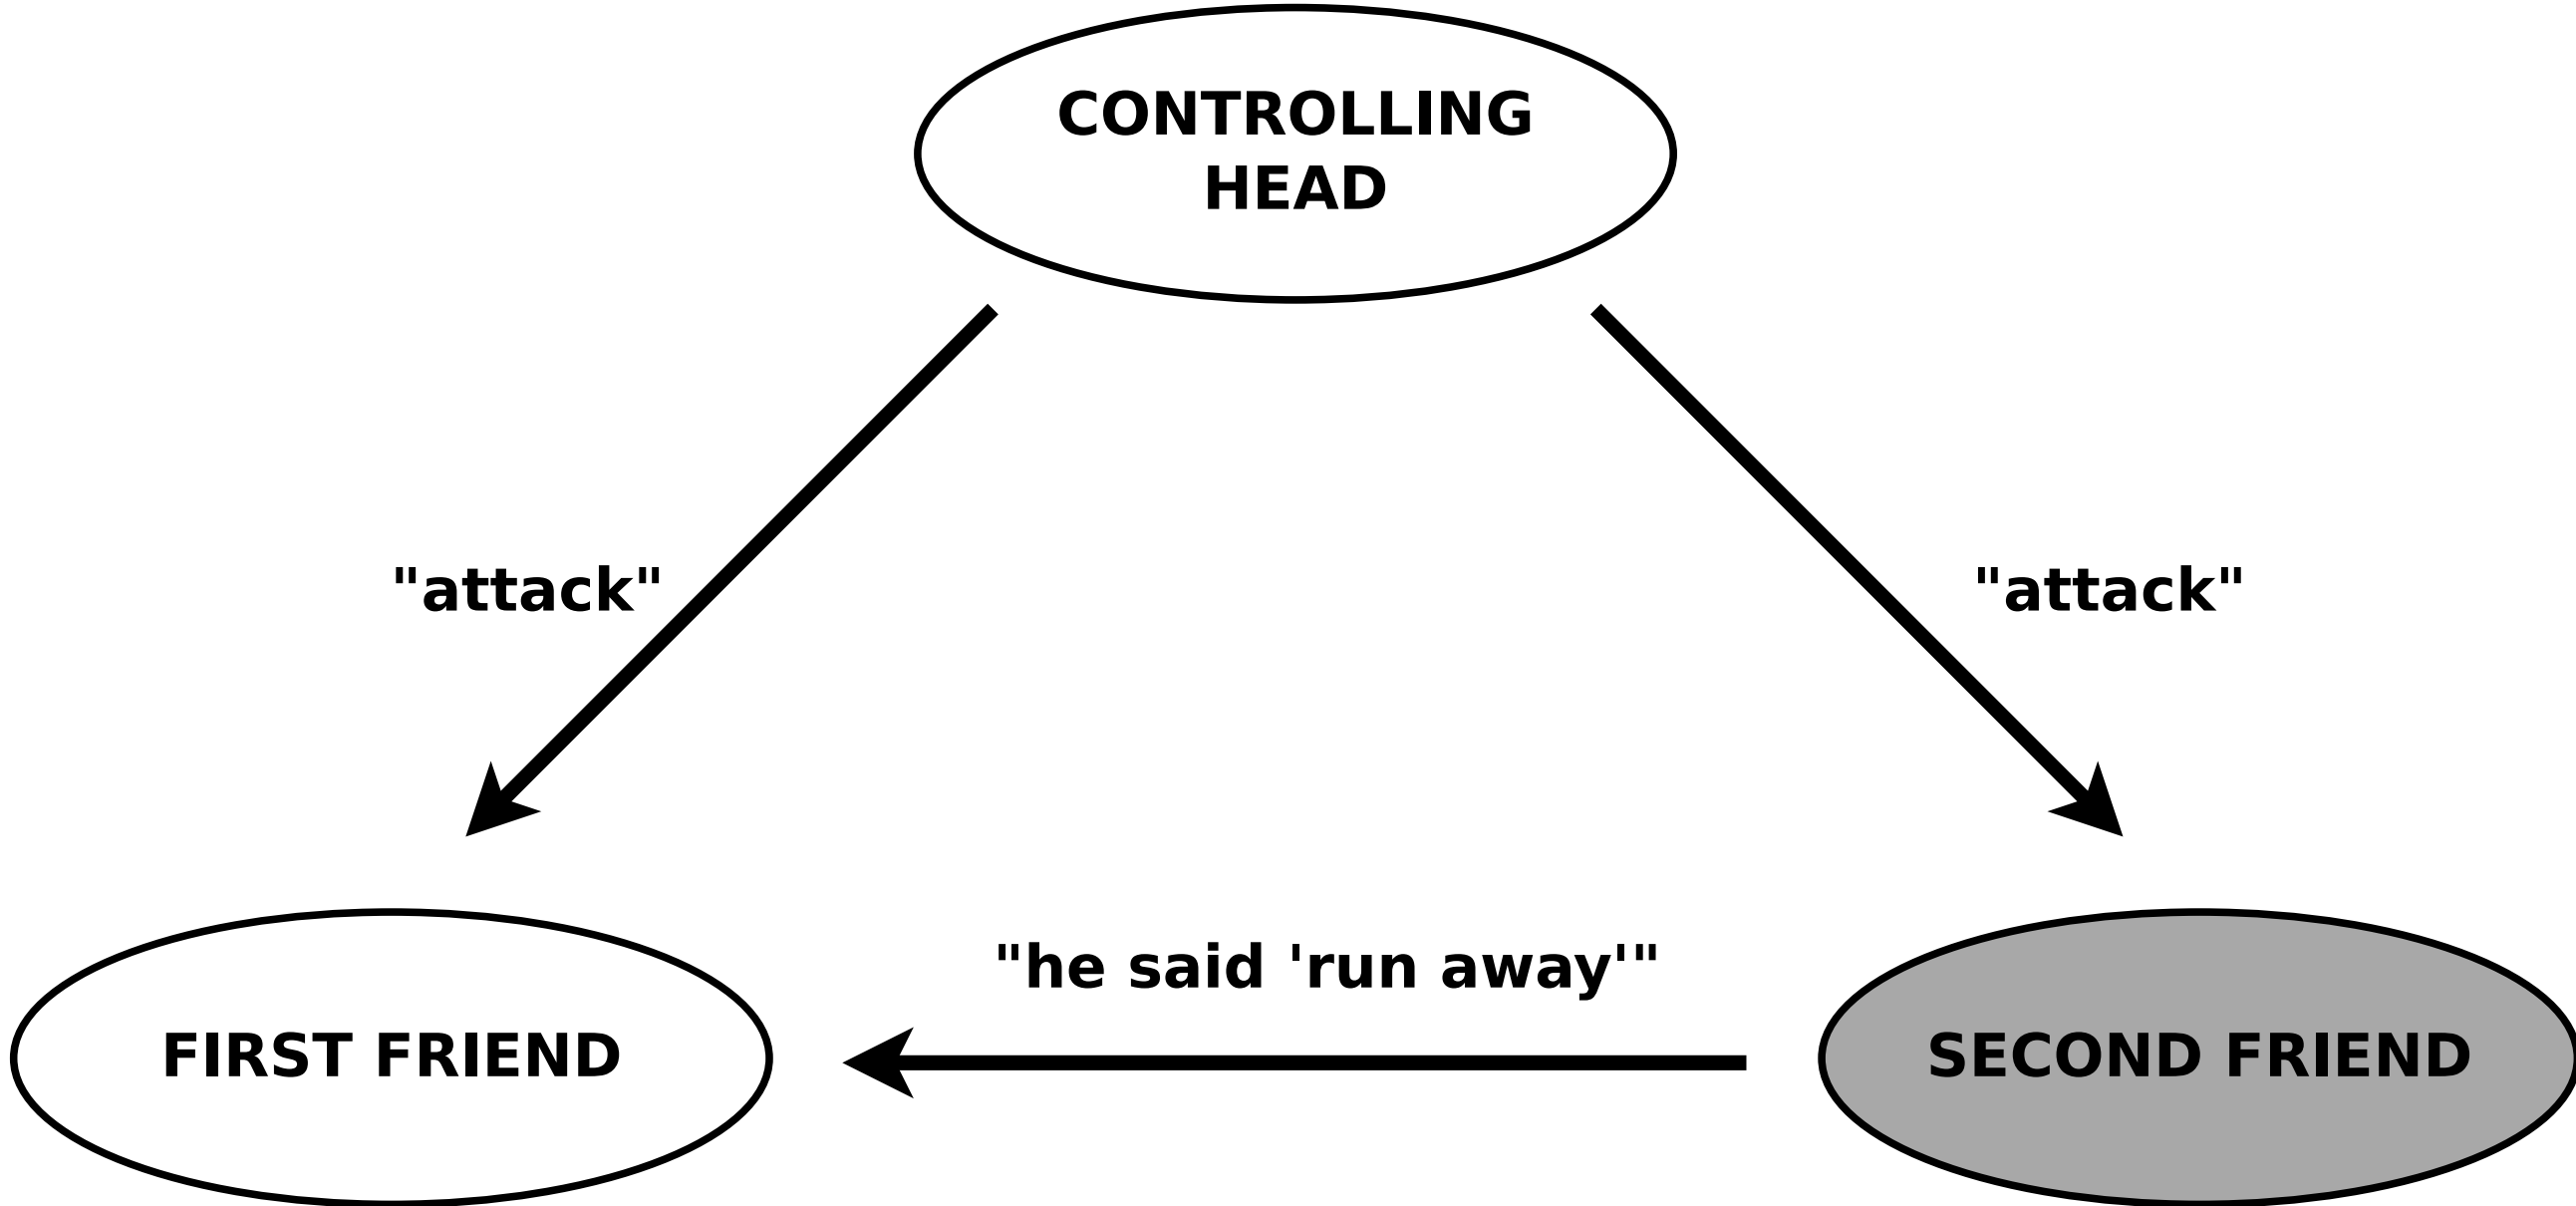 CONTROLLING
HEAD
"attack"
"attack"
"he said 'run away'"
FIRST FRIEND
SECOND FRIEND